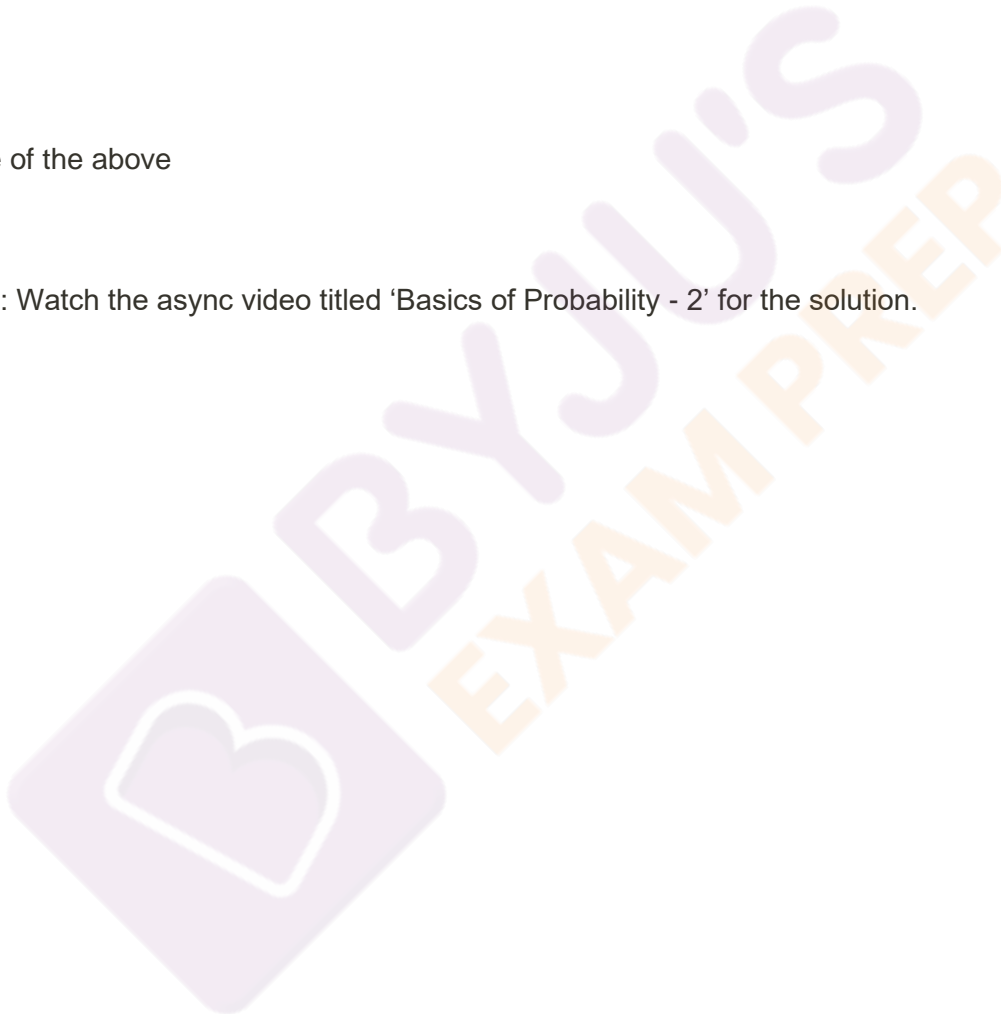 of the above
: Watch the async video titled ‘Basics of Probability - 2’ for the solution.
BYJU'S
EXAM PREP